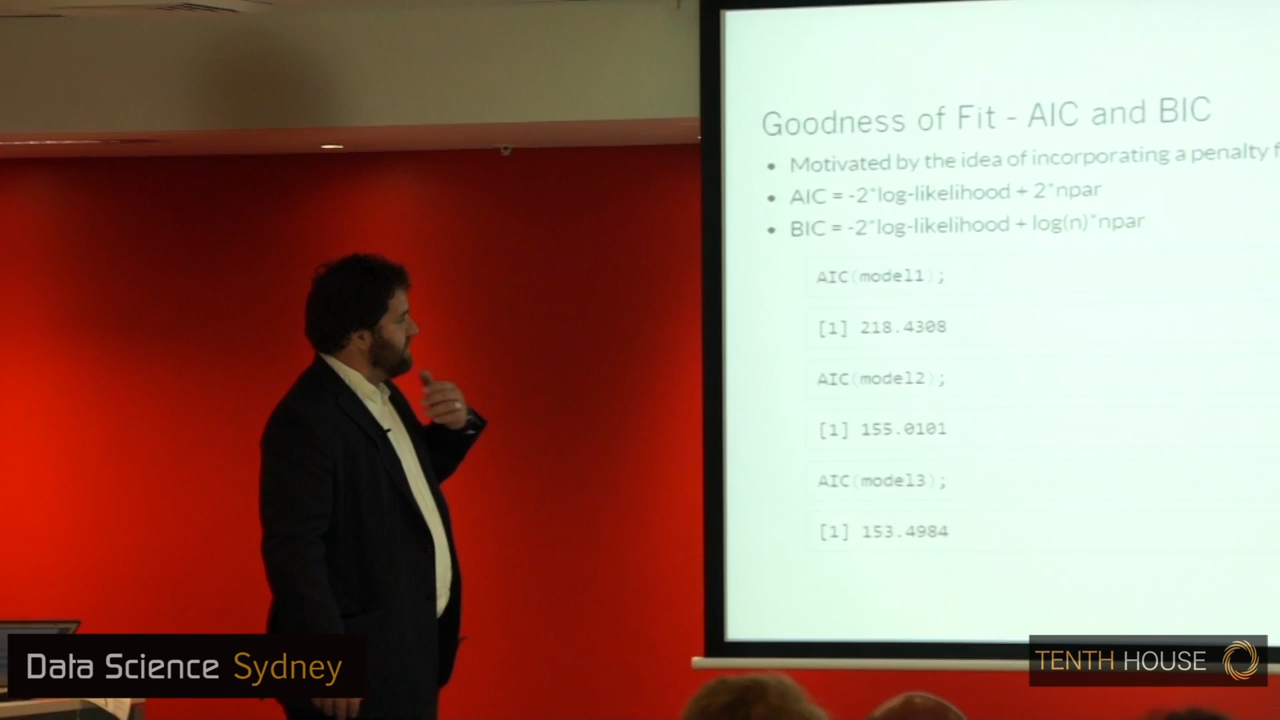 Goodness of Fit - AIC and BIC
• Motivated by the idea of incorporating a penalty f
• AIC = -2*log-likelihood + 2*npar
• BIC = -2*log-likelihood + log(n)*npar
AIC(model1);
[1] 218.4308
AIC(model2);
[1] 155.0101
AIC(model3);
[1] 153.4984
Data Science Sydney
TENTH HOUSE